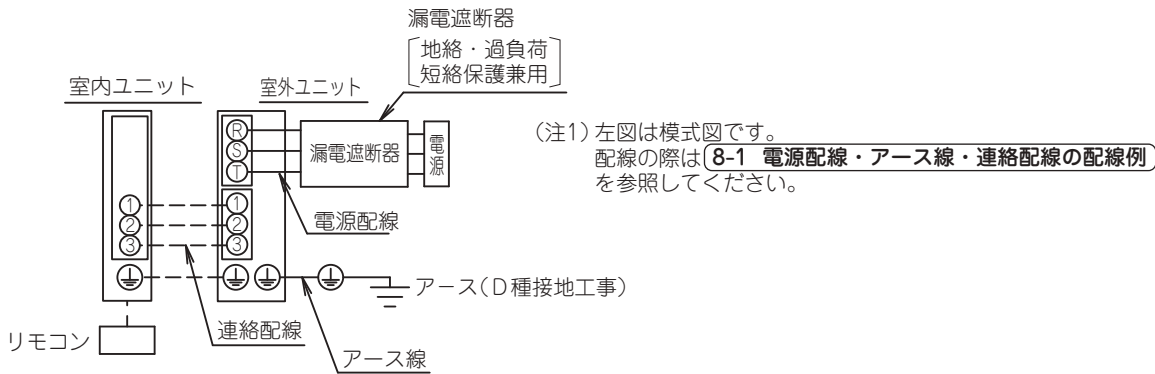 漏電遮断器
地絡・過負荷
短絡保護兼用
室内ユニット
室外ユニット
R
S
T
漏電遮断器
電源
(注1) 左図は模式図です。
配線の際は 8-1 電源配線・アース線・連絡配線の配線例
を参照してください。
1
2
3
1
2
3
電源配線
アース(D種接地工事)
リモコン
連絡配線
アース線